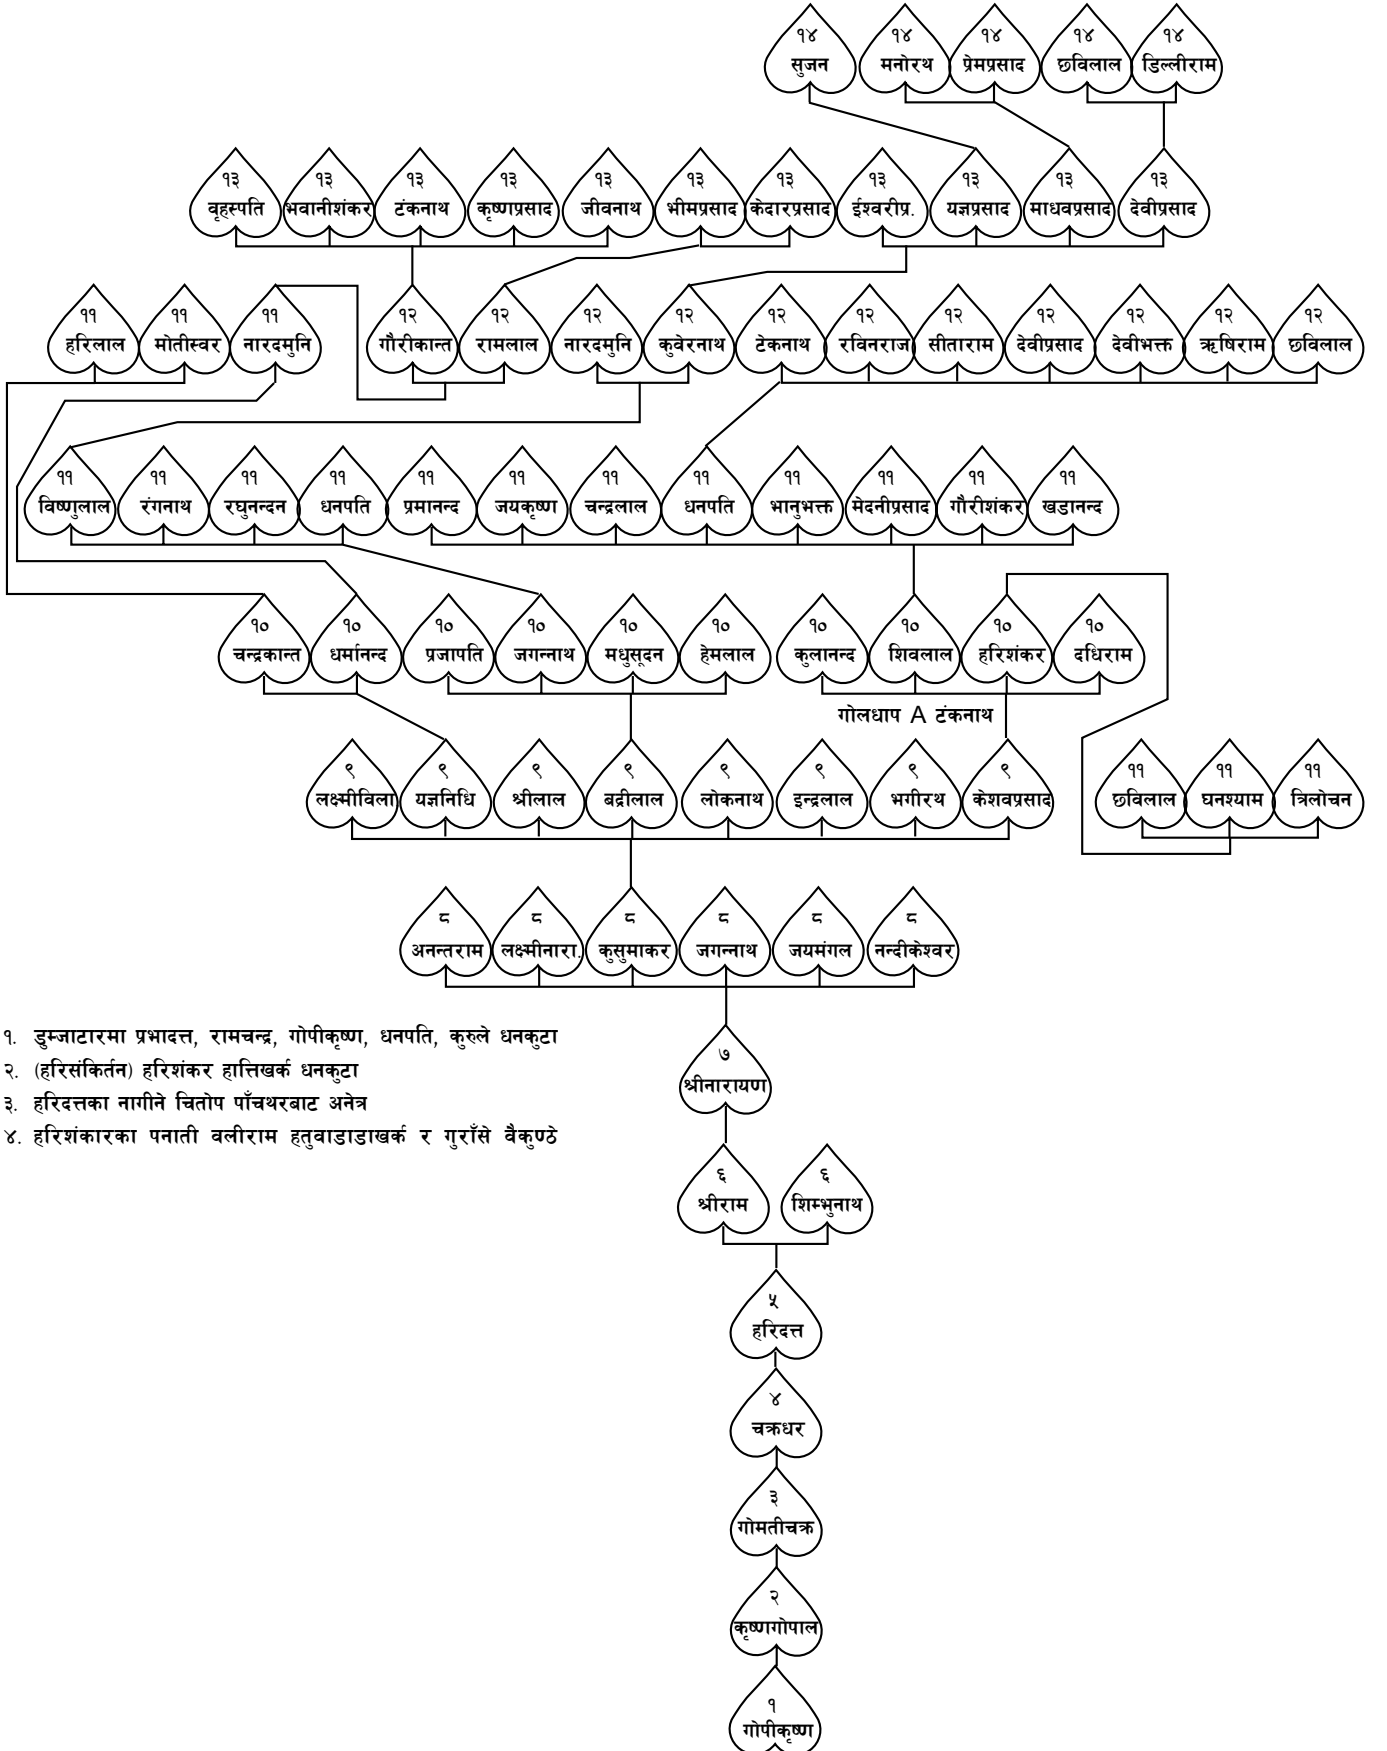 १४ १४ १४ १४ १४
सुजन मनोरथ प्रेमप्रसाद छविलाल डिल्लीराम
१३ १३ १३ १३ १३ १३ १३ १३ १३ १३ १३
वृहस्पति भवानीशंकर टंकनाथ कृष्णप्रसाद जीवनाथ भीमप्रसाद केदारप्रसाद ईश्वरीप्र. यज्ञप्रसाद माधवप्रसाद देवीप्रसाद
११ ११ ११ १२ १२ १२ १२ १२ १२ १२ १२ १२ १२ १२
हरिलाल मोतीस्वर नारदमुनि गौरीकान्त रामलाल नारदमुनि कुवेरनाथ टेकनाथ रविनराज सीताराम देवीप्रसाद देवीभक्त ऋषिराम छविलाल
११ ११ ११ ११ ११ ११ ११ ११ ११ ११ ११ ११
विष्णुलाल रंगनाथ रघुनन्दन धनपति प्रमानन्द जयकृष्ण चन्द्रलाल धनपति भानुभक्त मेदनीप्रसाद गौरीशंकर खडानन्द
१० १० १० १० १० १० १० १० १० १०
चन्द्रकान्त धर्मानन्द प्रजापति जगन्नाथ मधुसूदन हेमलाल कुलानन्द शिवलाल हरिशंकर दधिराम
गोलधाप A टंकनाथ
९ ९ ९ ९ ९ ९ ९ ९ ११ ११ ११
लक्ष्मीविला यज्ञनिधि श्रीलाल बद्रीलाल लोकनाथ इन्द्रलाल भगीरथ केशवप्रसाद छविलाल घनश्याम त्रिलोचन
८ ८ ८ ८ ८ ८
अनन्तराम लक्ष्मीनारा. कुसुमाकर जगन्नाथ जयमंगल नन्दीकेश्वर
१. डुम्जाटारमा प्रभादत्त, रामचन्द्र, गोपीकृष्ण, धनपति, कुरुले धनकुटा
२. (हरिसंकिर्तन) हरिशंकर हात्तिखर्क धनकुटा
३. हरिदत्तका नागीने चितोप पाँचथरबाट अनेत्र
४. हरिशंकारका पनाती वलीराम हतुवाडाडाखर्क र गुराँसे वैकुण्ठे
७
श्रीनारायण
६ ६
श्रीराम शिम्भुनाथ
५
हरिदत्त
४
चक्रधर
३
गोमतीचक्र
२
कृष्णगोपाल
१
गोपीकृष्ण